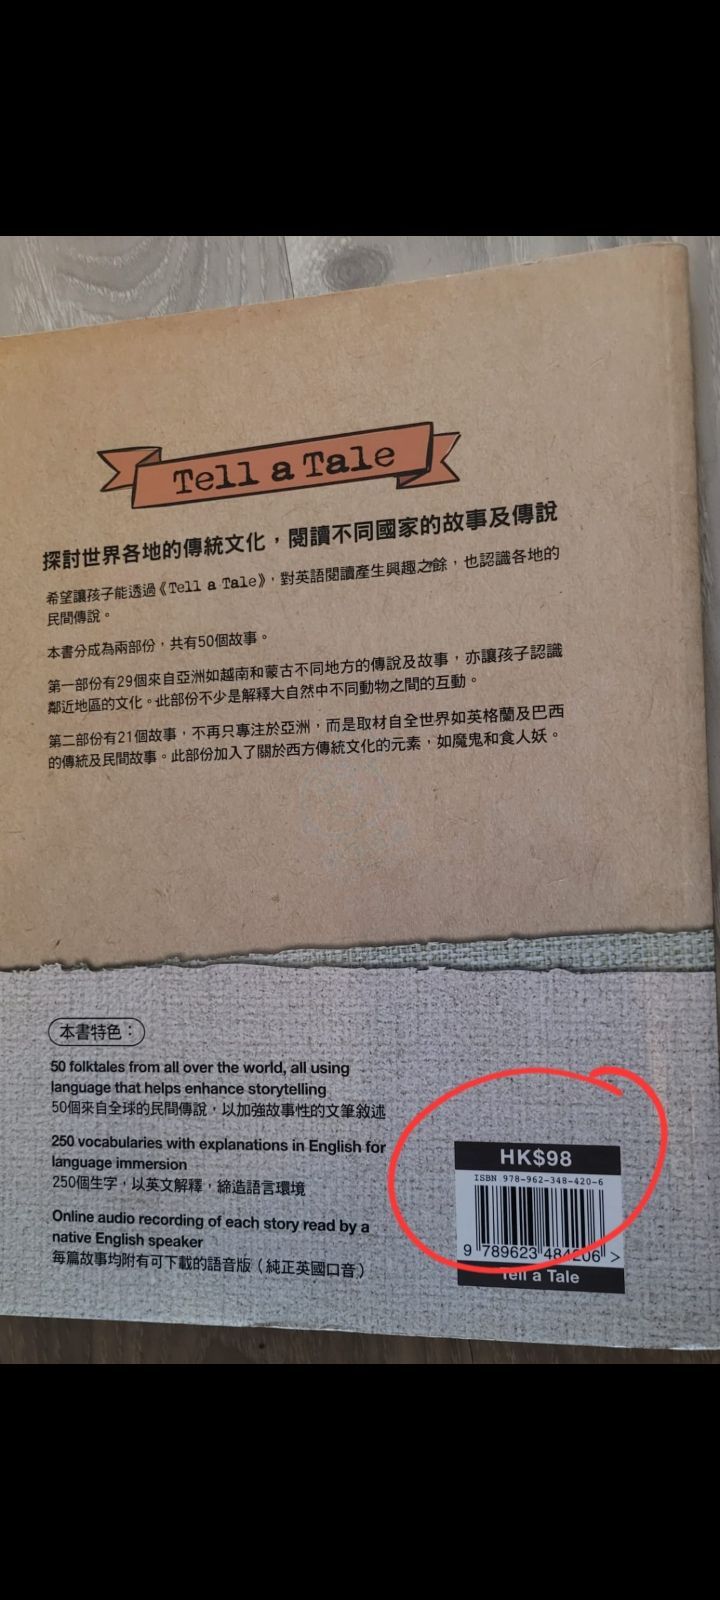 Tell a Tale
探討世界各地的傳統文化，閱讀不同國家的故事及傳說
希望讓孩子能透過《Tell a Tale》，對英語閱讀產生興趣之餘，也認識各地的
民間傳說。
本書分成為兩部份，共有50個故事。
第一部份有29個來自亞洲如越南和蒙古不同地方的傳說及故事，亦讓孩子認識
鄰近地區的文化。此部份不少是解釋大自然中不同動物之間的互動。
第二部份有21個故事，不再只專注於亞洲，而是取材自全世界如英格蘭及巴西
的傳統及民間故事。此部份加入了關於西方傳統文化的元素，如魔鬼和食人妖。
本書特色：
50 folktales from all over the world, all using
language that helps enhance storytelling
50個來自全球的民間傳說，以加強故事性的文筆敘述
250 vocabularies with explanations in English for
language immersion
250個生字，以英文解釋，締造語言環境
Online audio recording of each story read by a
native English speaker
每篇故事均附有可下載的語音版（純正英國口音）
HK$98
ISBN 978-962-348-420-6
9 789623 484206 >
Tell a Tale